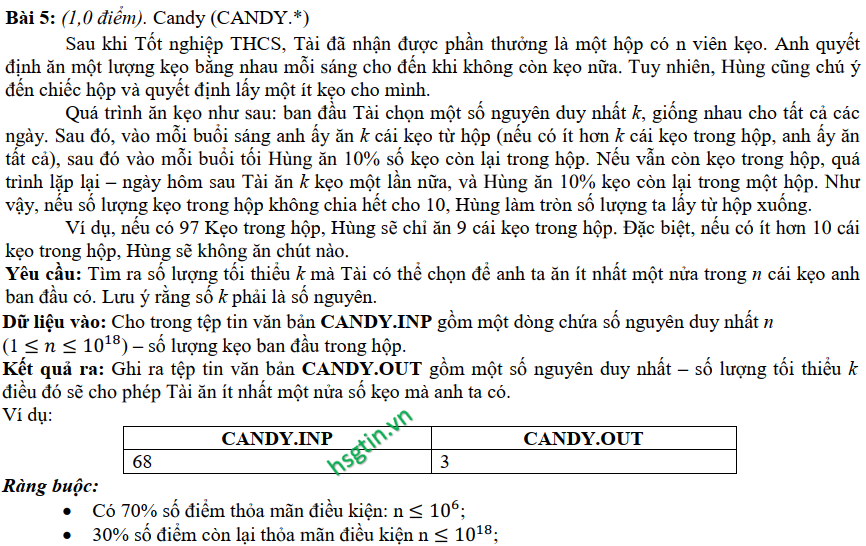 Bài 5: (1,0 điểm). Candy (CANDY.*)
Sau khi Tốt nghiệp THCS, Tài đã nhận được phần thưởng là một hộp có n viên kẹo. Anh quyết
định ăn một lượng kẹo bằng nhau mỗi sáng cho đến khi không còn kẹo nữa. Tuy nhiên, Hùng cũng chú ý
đến chiếc hộp và quyết định lấy một ít kẹo cho mình.
Quá trình ăn kẹo như sau: ban đầu Tài chọn một số nguyên duy nhất k, giống nhau cho tất cả các
ngày. Sau đó, vào mỗi buổi sáng anh ấy ăn k cái kẹo từ hộp (nếu có ít hơn k cái kẹo trong hộp, anh ấy ăn
tất cả), sau đó vào mỗi buổi tối Hùng ăn 10% số kẹo còn lại trong hộp. Nếu vẫn còn kẹo trong hộp, quá
trình lặp lại – ngày hôm sau Tài ăn k kẹo một lần nữa, và Hùng ăn 10% kẹo còn lại trong một hộp. Như
vậy, nếu số lượng kẹo trong hộp không chia hết cho 10, Hùng làm tròn số lượng ta lấy từ hộp xuống.
Ví dụ, nếu có 97 Kẹo trong hộp, Hùng sẽ chỉ ăn 9 cái kẹo trong hộp. Đặc biệt, nếu có ít hơn 10 cái
kẹo trong hộp, Hùng sẽ không ăn chút nào.
Yêu cầu: Tìm ra số lượng tối thiểu k mà Tài có thể chọn để anh ta ăn ít nhất một nửa trong n cái kẹo anh
ban đầu có. Lưu ý rằng số k phải là số nguyên.
Dữ liệu vào: Cho trong tệp tin văn bản CANDY.INP gồm một dòng chứa số nguyên duy nhất n
(1 ≤ n ≤ 10¹⁸) – số lượng kẹo ban đầu trong hộp.
Kết quả ra: Ghi ra tệp tin văn bản CANDY.OUT gồm một số nguyên duy nhất – số lượng tối thiểu k
điều đó sẽ cho phép Tài ăn ít nhất một nửa số kẹo mà anh ta có.
Ví dụ:
CANDY.INP CANDY.OUT
68 3
hsgtin.vn
Ràng buộc:
• Có 70% số điểm thỏa mãn điều kiện: n ≤ 10⁶;
• 30% số điểm còn lại thỏa mãn điều kiện n ≤ 10¹⁸;